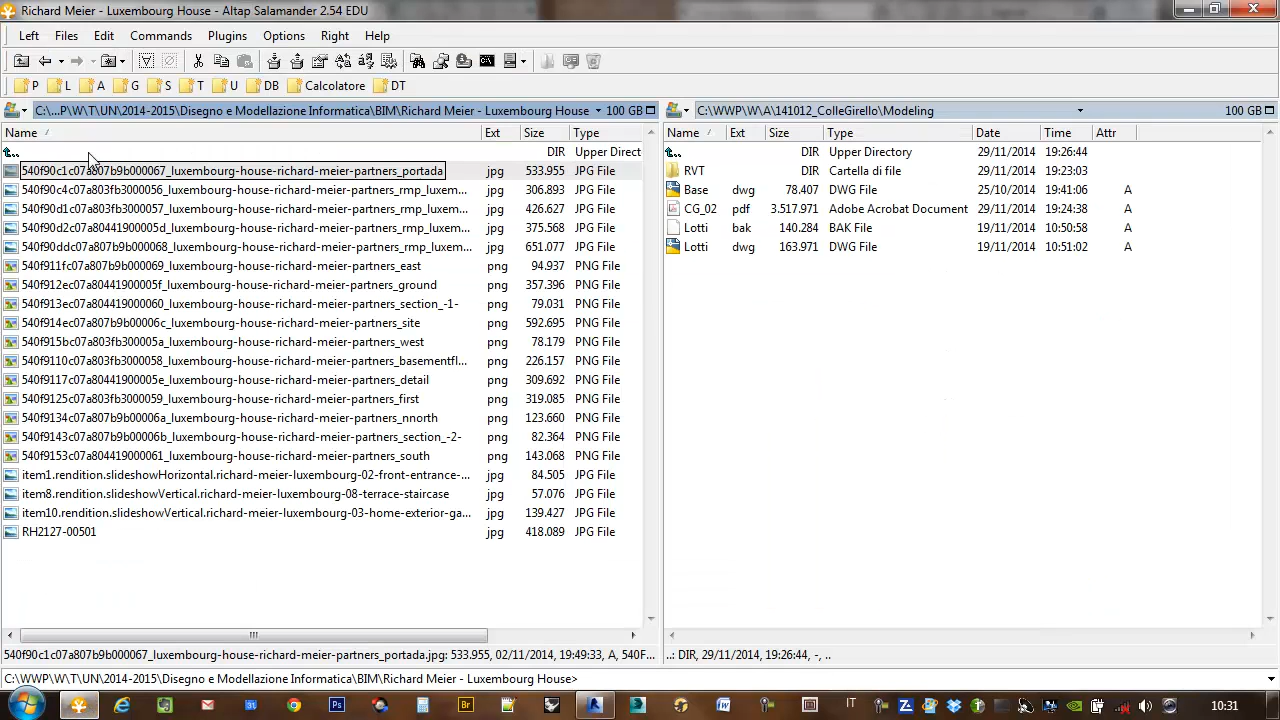 Richard Meier - Luxembourg House - Altap Salamander 2.54 EDU
Left Files Edit Commands Plugins Options Right Help
P L A G S T U DB Calcolatore DT
C:\...P\W\T\UN\2014-2015\Disegno e Modellazione Informatica\BIM\Richard Meier - Luxembourg House 100 GB
Name Ext Size Type
.. DIR Upper Direct
540f90c1c07a807b9b000067_luxembourg-house-richard-meier-partners_portada jpg 533.955 JPG File
540f90c4c07a803fb3000056_luxembourg-house-richard-meier-partners_rmp_luxem... jpg 306.893 JPG File
540f90d1c07a803fb3000057_luxembourg-house-richard-meier-partners_rmp_luxem... jpg 426.627 JPG File
540f90d2c07a80441900005d_luxembourg-house-richard-meier-partners_rmp_luxem... jpg 375.568 JPG File
540f90ddc07a807b9b000068_luxembourg-house-richard-meier-partners_rmp_luxem... jpg 651.077 JPG File
540f911fc07a807b9b000069_luxembourg-house-richard-meier-partners_east png 94.937 PNG File
540f912ec07a80441900005f_luxembourg-house-richard-meier-partners_ground png 357.396 PNG File
540f913ec07a804419000060_luxembourg-house-richard-meier-partners_section_-1- png 79.031 PNG File
540f914ec07a807b9b00006c_luxembourg-house-richard-meier-partners_site png 592.695 PNG File
540f915bc07a803fb300005a_luxembourg-house-richard-meier-partners_west png 78.179 PNG File
540f9110c07a803fb3000058_luxembourg-house-richard-meier-partners_basementfl... png 226.157 PNG File
540f9117c07a80441900005e_luxembourg-house-richard-meier-partners_detail png 309.692 PNG File
540f9125c07a803fb3000059_luxembourg-house-richard-meier-partners_first png 319.085 PNG File
540f9134c07a807b9b00006a_luxembourg-house-richard-meier-partners_nnorth png 123.660 PNG File
540f9143c07a807b9b00006b_luxembourg-house-richard-meier-partners_section_-2- png 82.364 PNG File
540f9153c07a804419000061_luxembourg-house-richard-meier-partners_south png 143.068 PNG File
item1.rendition.slideshowHorizontal.richard-meier-luxembourg-02-front-entrance-... jpg 84.505 JPG File
item8.rendition.slideshowVertical.richard-meier-luxembourg-08-terrace-staircase jpg 57.076 JPG File
item10.rendition.slideshowVertical.richard-meier-luxembourg-03-home-exterior-ga... jpg 139.427 JPG File
RH2127-00501 jpg 418.089 JPG File
540f90c1c07a807b9b000067_luxembourg-house-richard-meier-partners_portada.jpg: 533.955, 02/11/2014, 19:49:33, A, 540F...
C:\WWP\W\A\141012_ColleGirello\Modeling 100 GB
Name Ext Size Type Date Time Attr
.. DIR Upper Directory 29/11/2014 19:26:44
RVT DIR Cartella di file 29/11/2014 19:23:03
Base dwg 78.407 DWG File 25/10/2014 19:41:06 A
CG_02 pdf 3.517.971 Adobe Acrobat Document 29/11/2014 19:24:38 A
Lotti bak 140.284 BAK File 19/11/2014 10:50:58 A
Lotti dwg 163.971 DWG File 19/11/2014 10:51:02 A
..: DIR, 29/11/2014, 19:26:44, -, ..
C:\WWP\W\T\UN\2014-2015\Disegno e Modellazione Informatica\BIM\Richard Meier - Luxembourg House>
Ps Br IT 10:31